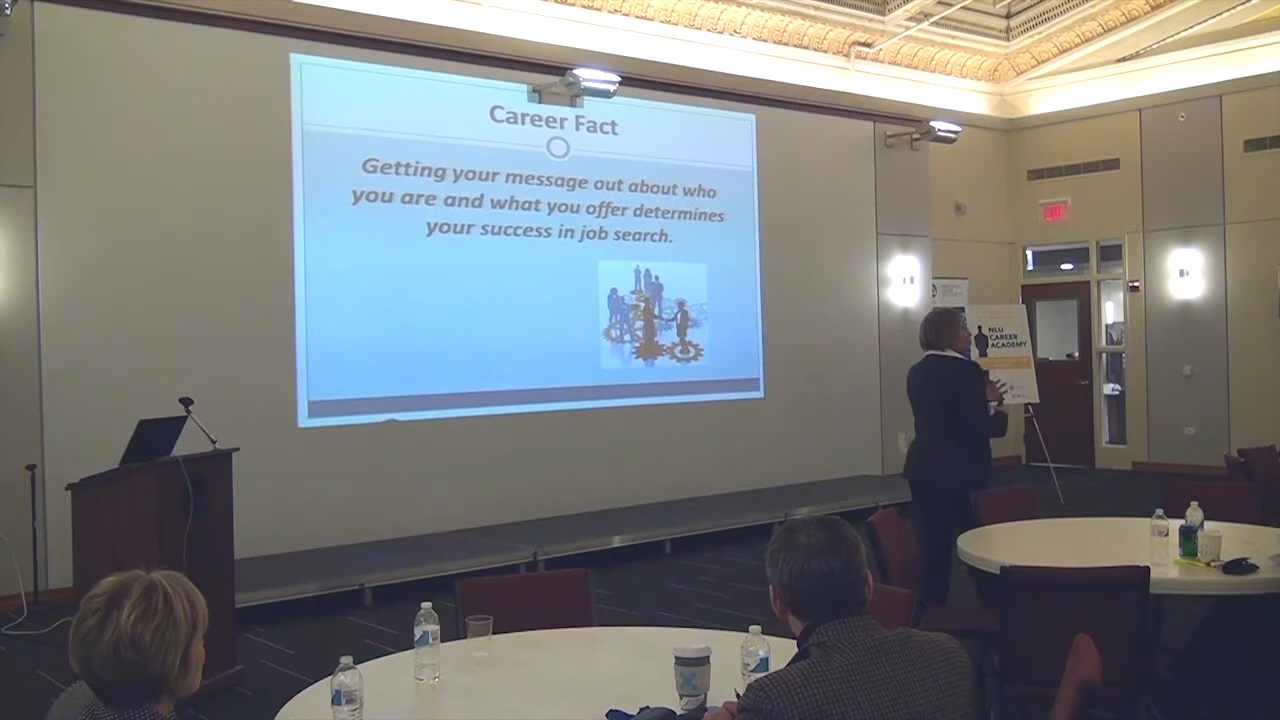 Career Fact
Getting your message out about who
you are and what you offer determines
your success in job search.
EXIT
NLU
CAREER
ACADEMY